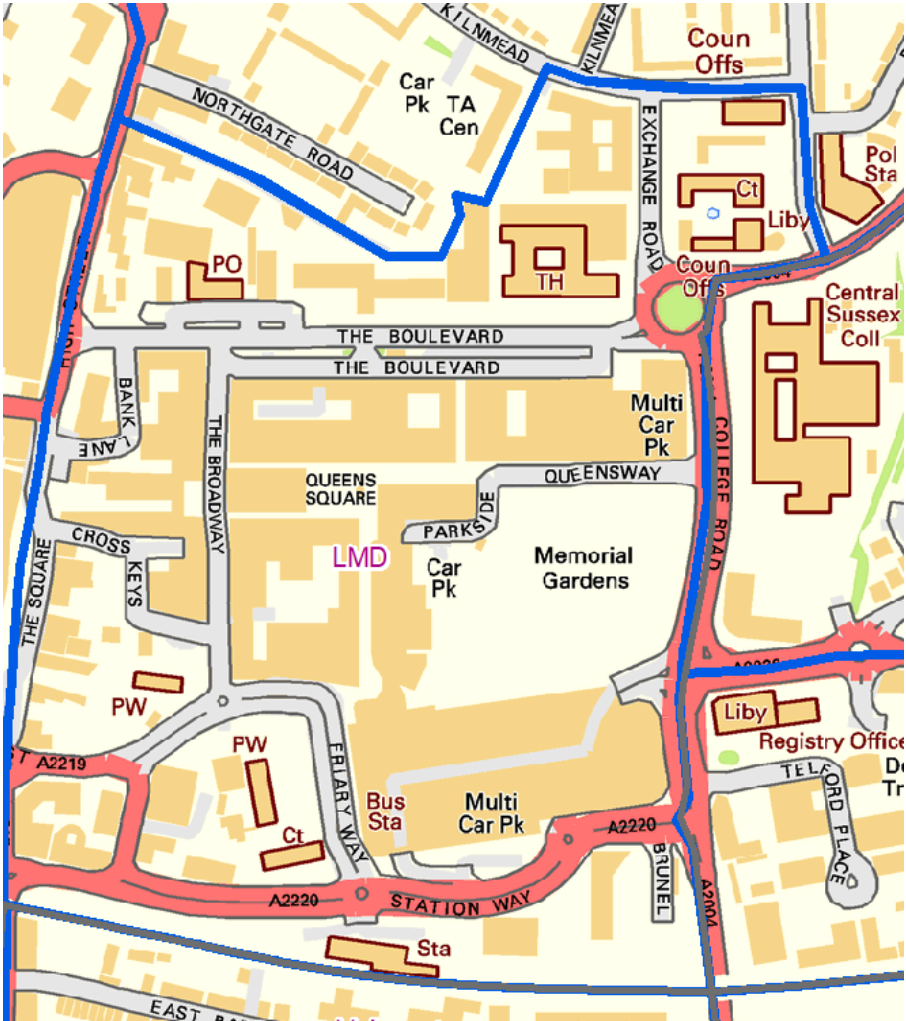 KILNMEAD
KILNMEA
Coun
Offs
Car
Pk
TA
Cen
NORTHGATE ROAD
EXCHANGE ROAD
Pol
Sta
Ct
Liby
PO
TH
Coun
Offs
Central
Sussex
Coll
THE BOULEVARD
THE BOULEVARD
BANK
LANE
THE BROADWAY
Multi
Car
Pk
COLLEGE ROAD
QUEENS
SQUARE
QUEENSWAY
PARKSIDE
CROSS
KEYS
LMD
Car
Pk
Memorial
Gardens
THE SQUARE
PW
Liby
Registry Office
PW
FRIARY WAY
Bus
Sta
Multi
Car Pk
TELFORD PLACE
A2219
Ct
A2220
BRUNEL
A2220
STATION WAY
A2004
Sta